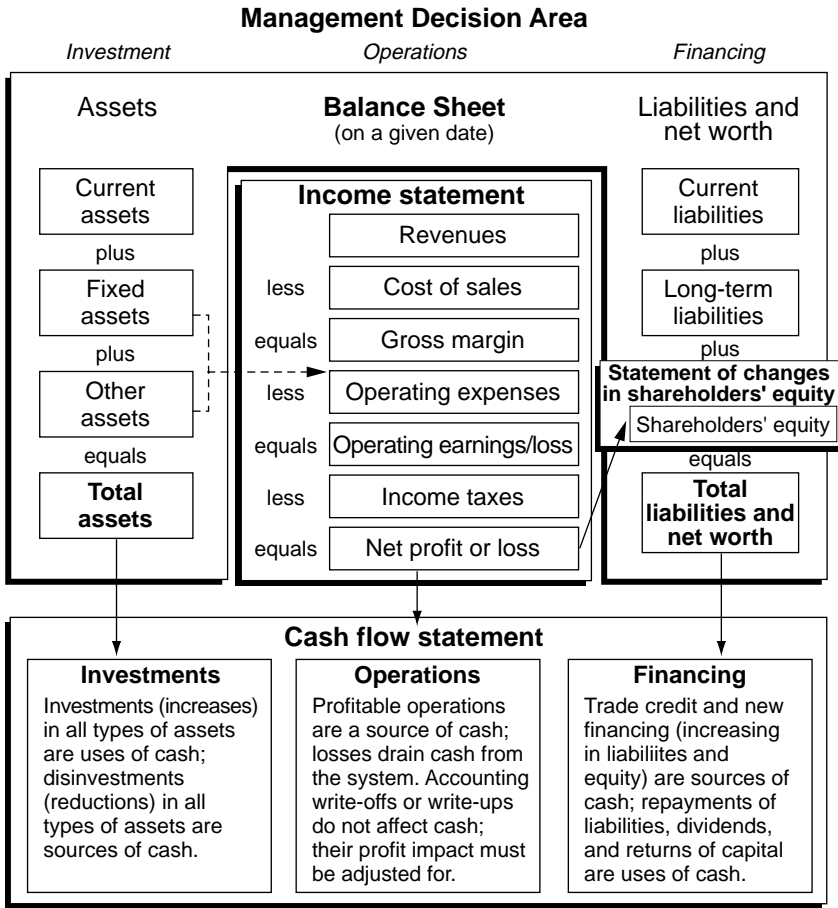 Management Decision Area
Investment
Operations
Financing
Assets
Balance Sheet
(on a given date)
Liabilities and
net worth
Current
assets
plus
Fixed
assets
plus
Other
assets
equals
Total
assets
Income statement
Revenues
less
Cost of sales
equals
Gross margin
less
Operating expenses
equals
Operating earnings/loss
less
Income taxes
equals
Net profit or loss
Current
liabilities
plus
Long-term
liabilities
plus
Statement of changes
in shareholders' equity
Shareholders' equity
equals
Total
liabilities and
net worth
Cash flow statement
Investments
Investments (increases)
in all types of assets
are uses of cash;
disinvestments
(reductions) in all
types of assets are
sources of cash.
Operations
Profitable operations
are a source of cash;
losses drain cash from
the system. Accounting
write-offs or write-ups
do not affect cash;
their profit impact must
be adjusted for.
Financing
Trade credit and new
financing (increasing
in liabiliites and
equity) are sources of
cash; repayments of
liabilities, dividends,
and returns of capital
are uses of cash.